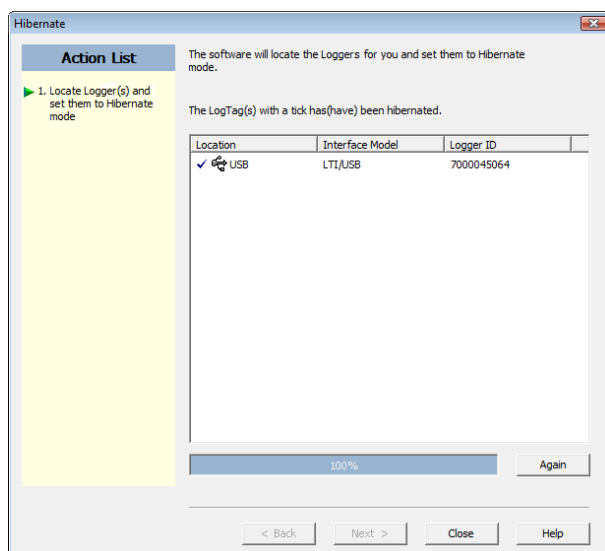 Hibernate
Action List
1. Locate Logger(s) and
set them to Hibernate
mode
The software will locate the Loggers for you and set them to Hibernate
mode.
The LogTag(s) with a tick has(have) been hibernated.
Location Interface Model Logger ID
USB LTI/USB 7000045064
100%
Again
< Back Next > Close Help